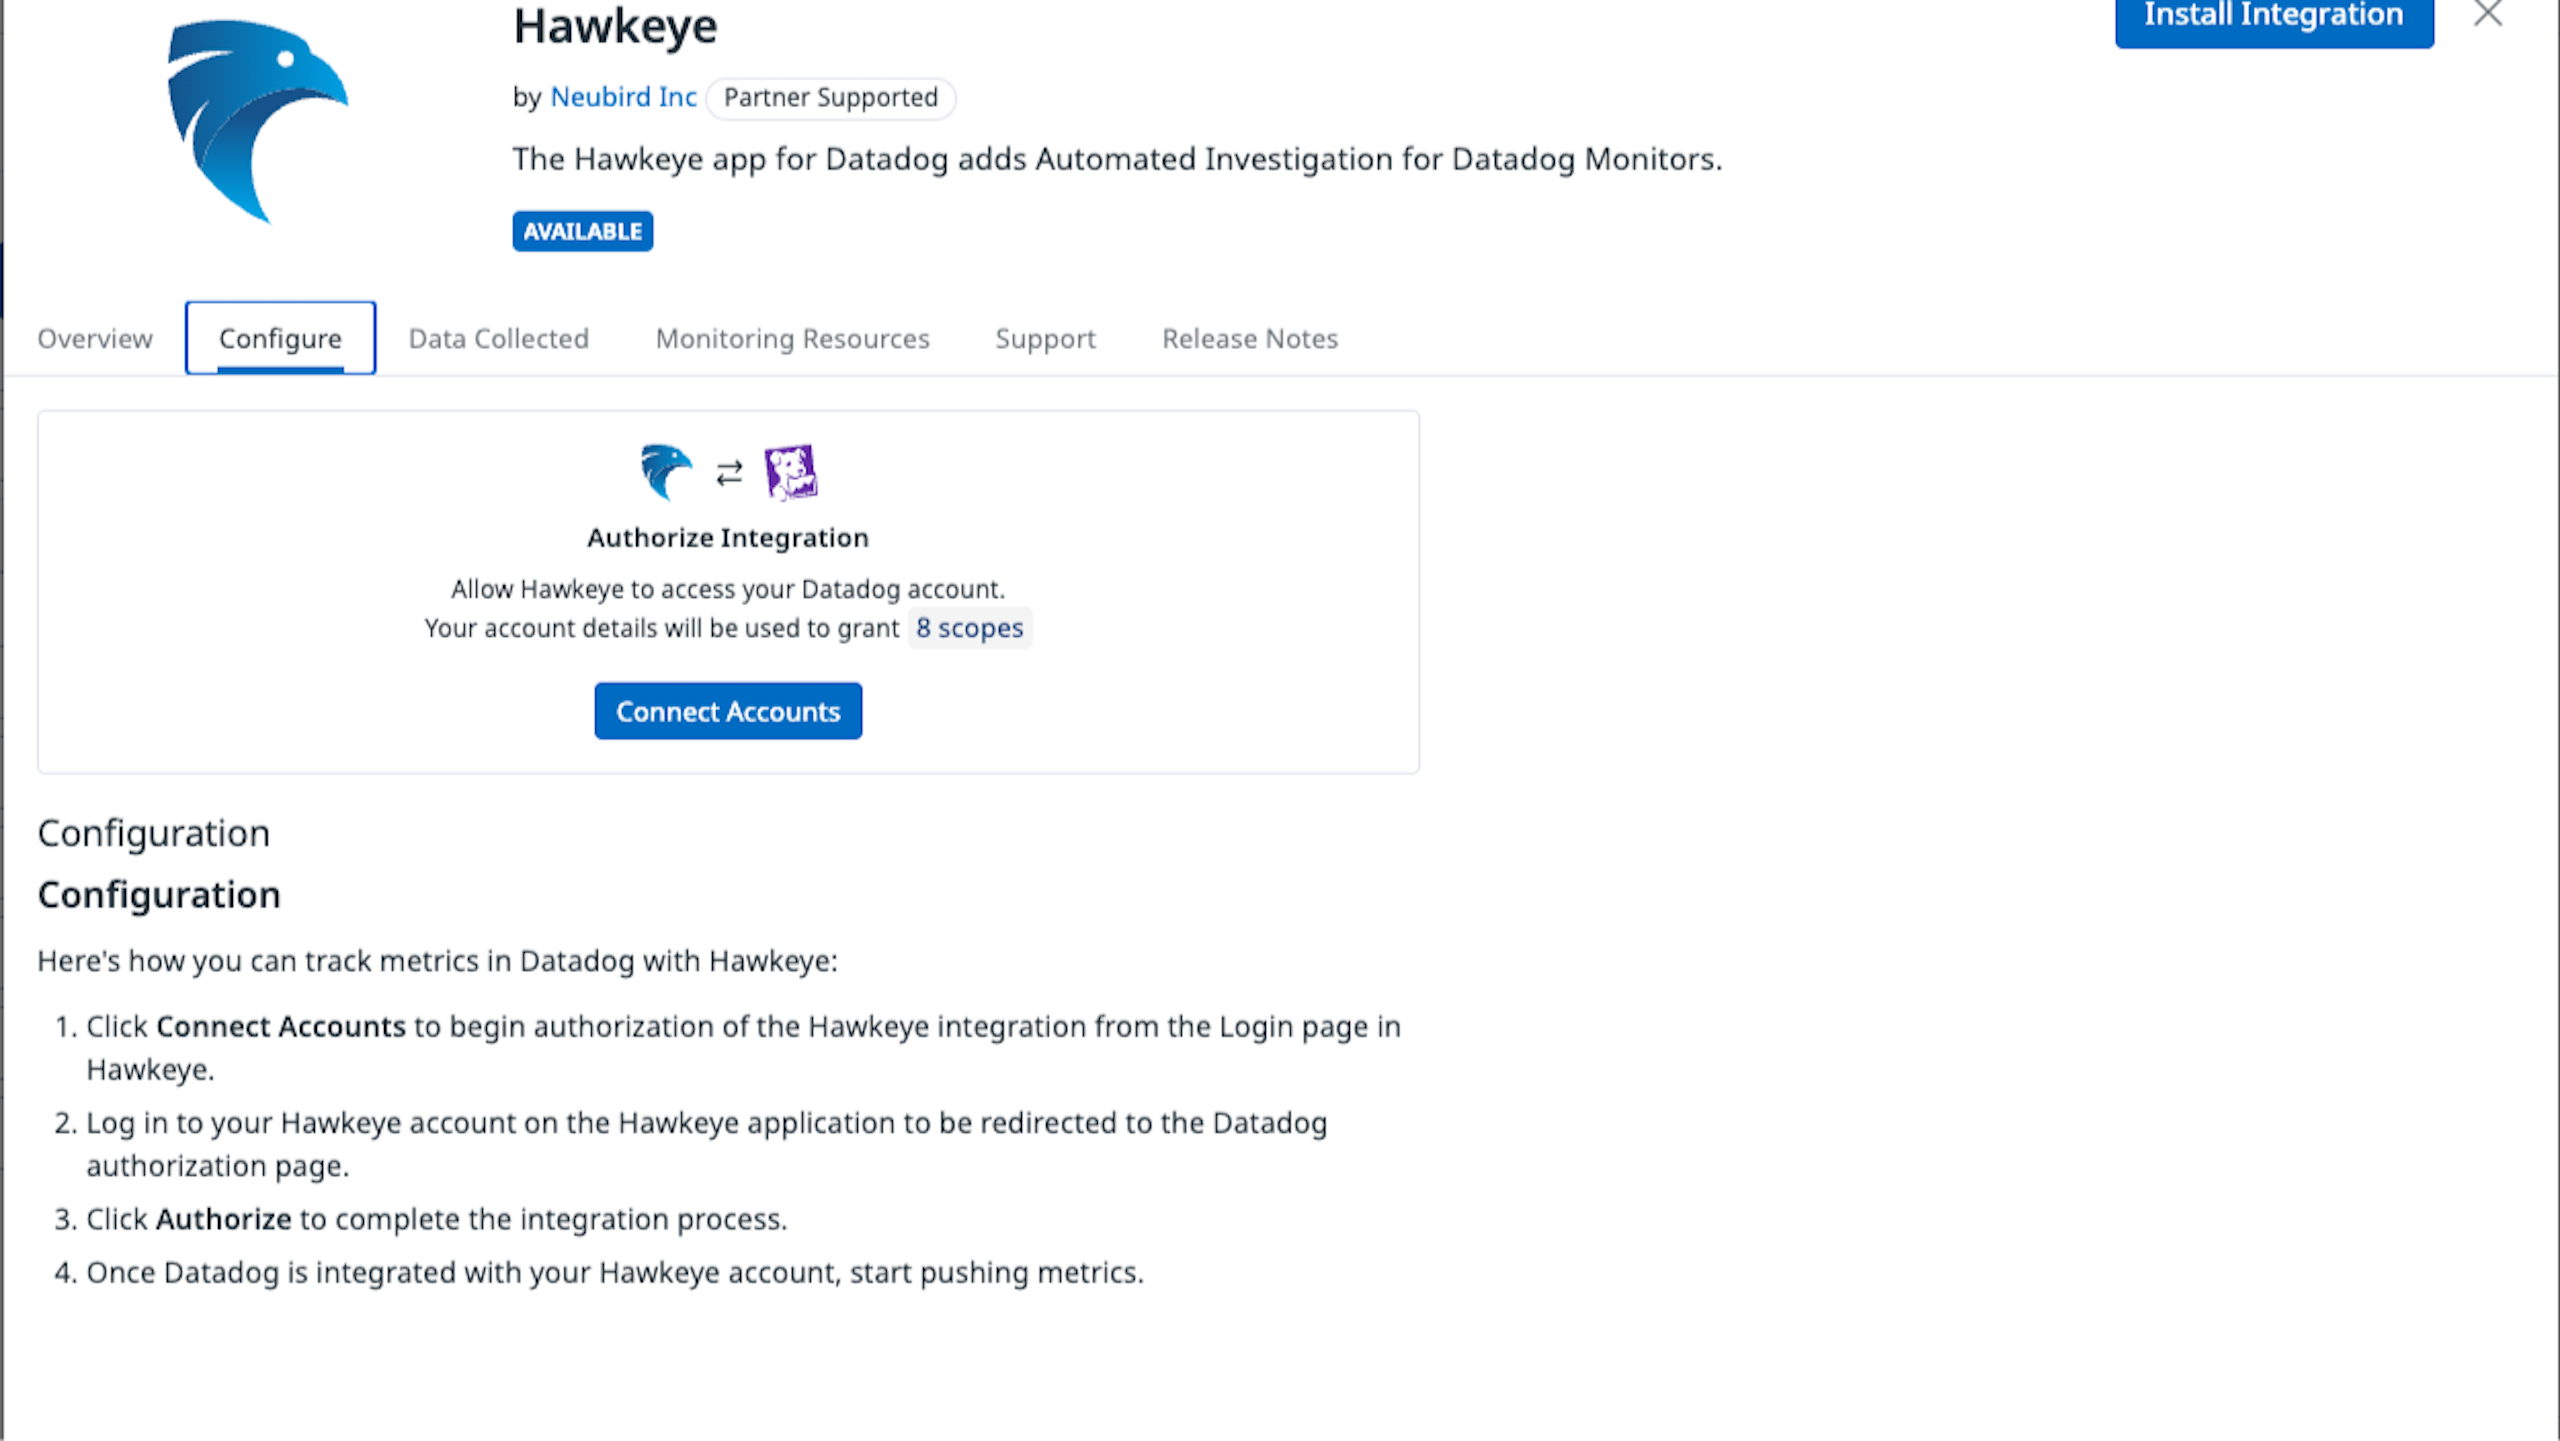 Hawkeye
Install Integration
by Neubird Inc Partner Supported
The Hawkeye app for Datadog adds Automated Investigation for Datadog Monitors.
AVAILABLE
Overview Configure Data Collected Monitoring Resources Support Release Notes
Authorize Integration
Allow Hawkeye to access your Datadog account.
Your account details will be used to grant 8 scopes
Connect Accounts
Configuration
Configuration
Here's how you can track metrics in Datadog with Hawkeye:
1. Click Connect Accounts to begin authorization of the Hawkeye integration from the Login page in
Hawkeye.
2. Log in to your Hawkeye account on the Hawkeye application to be redirected to the Datadog
authorization page.
3. Click Authorize to complete the integration process.
4. Once Datadog is integrated with your Hawkeye account, start pushing metrics.